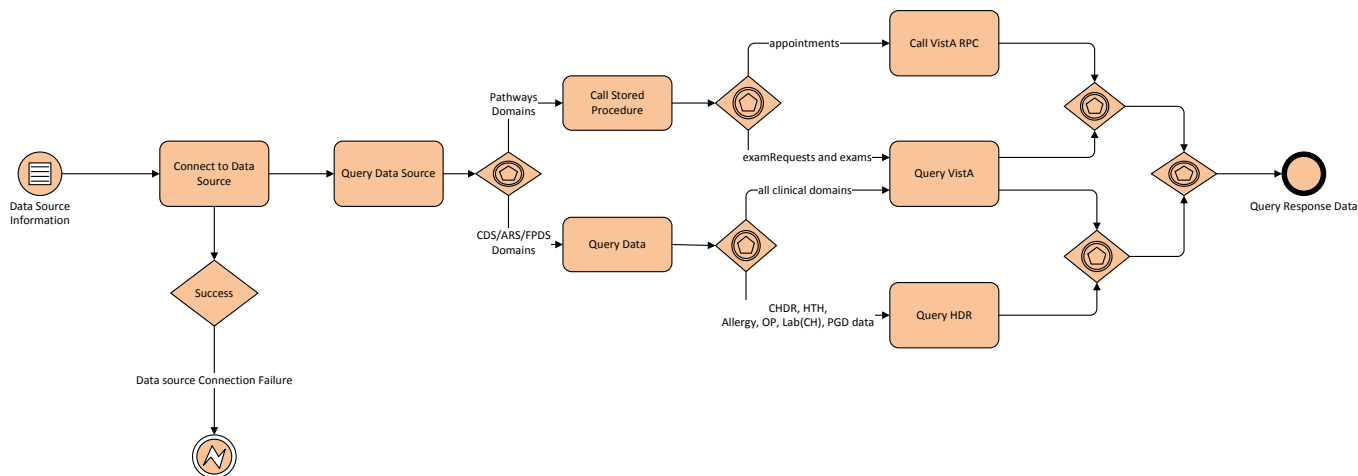 Data Source
Information
Connect to Data
Source
Success
Data source Connection Failure
Query Data Source
Pathways
Domains
CDS/ARS/FPDS
Domains
Call Stored
Procedure
Query Data
appointments
examRequests and exams
all clinical domains
CHDR, HTH,
Allergy, OP, Lab(CH), PGD data
Call VistA RPC
Query VistA
Query HDR
Query Response Data